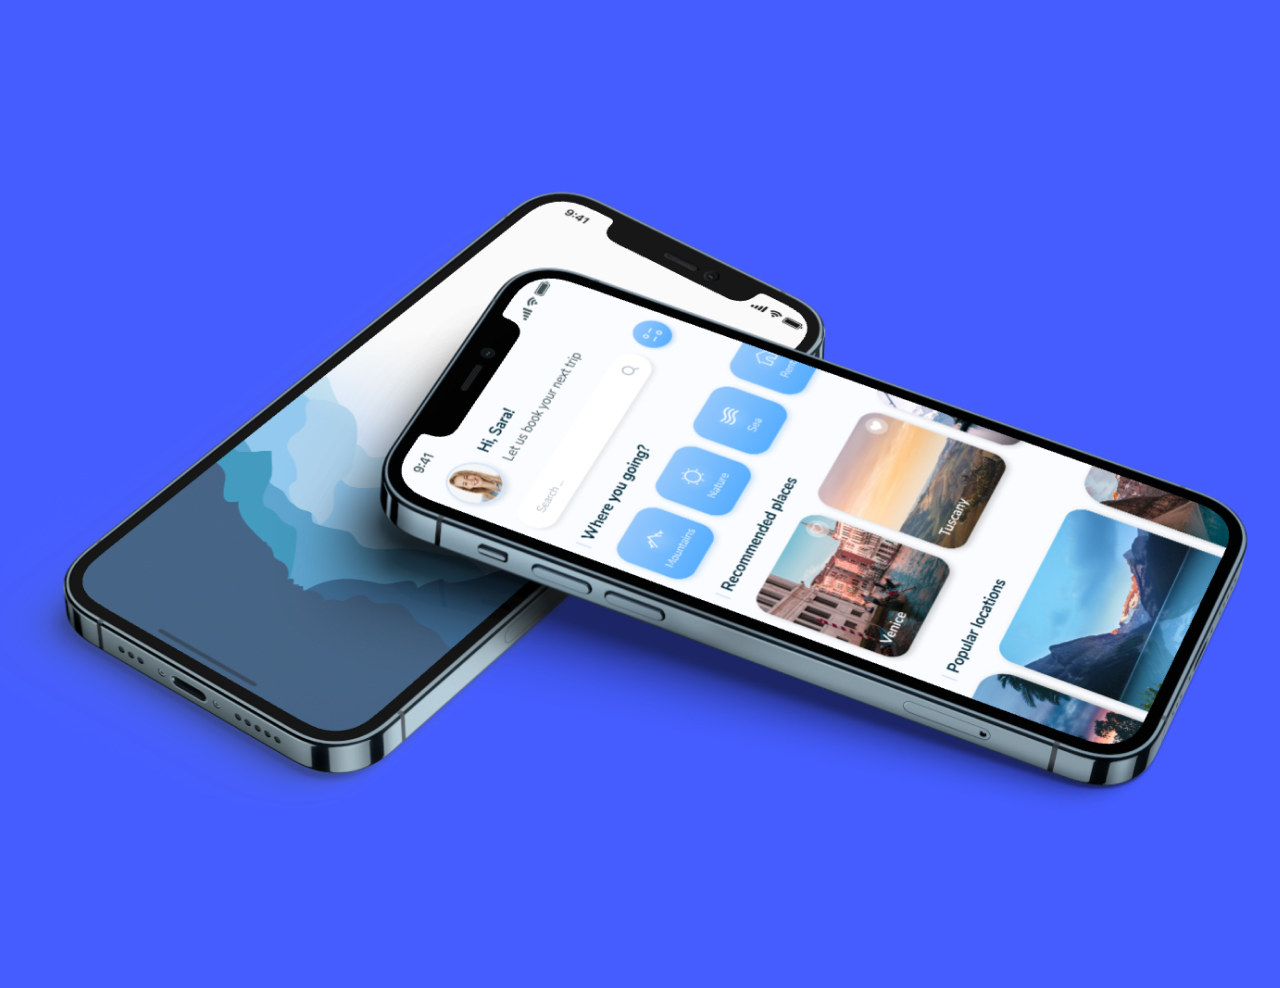 9:41
9:41
Hi, Sara!
Let us book your next trip
Search ..
Where you going?
Mountains
Nature
Sea
Recommended places
Venice
Tuscany
Popular locations